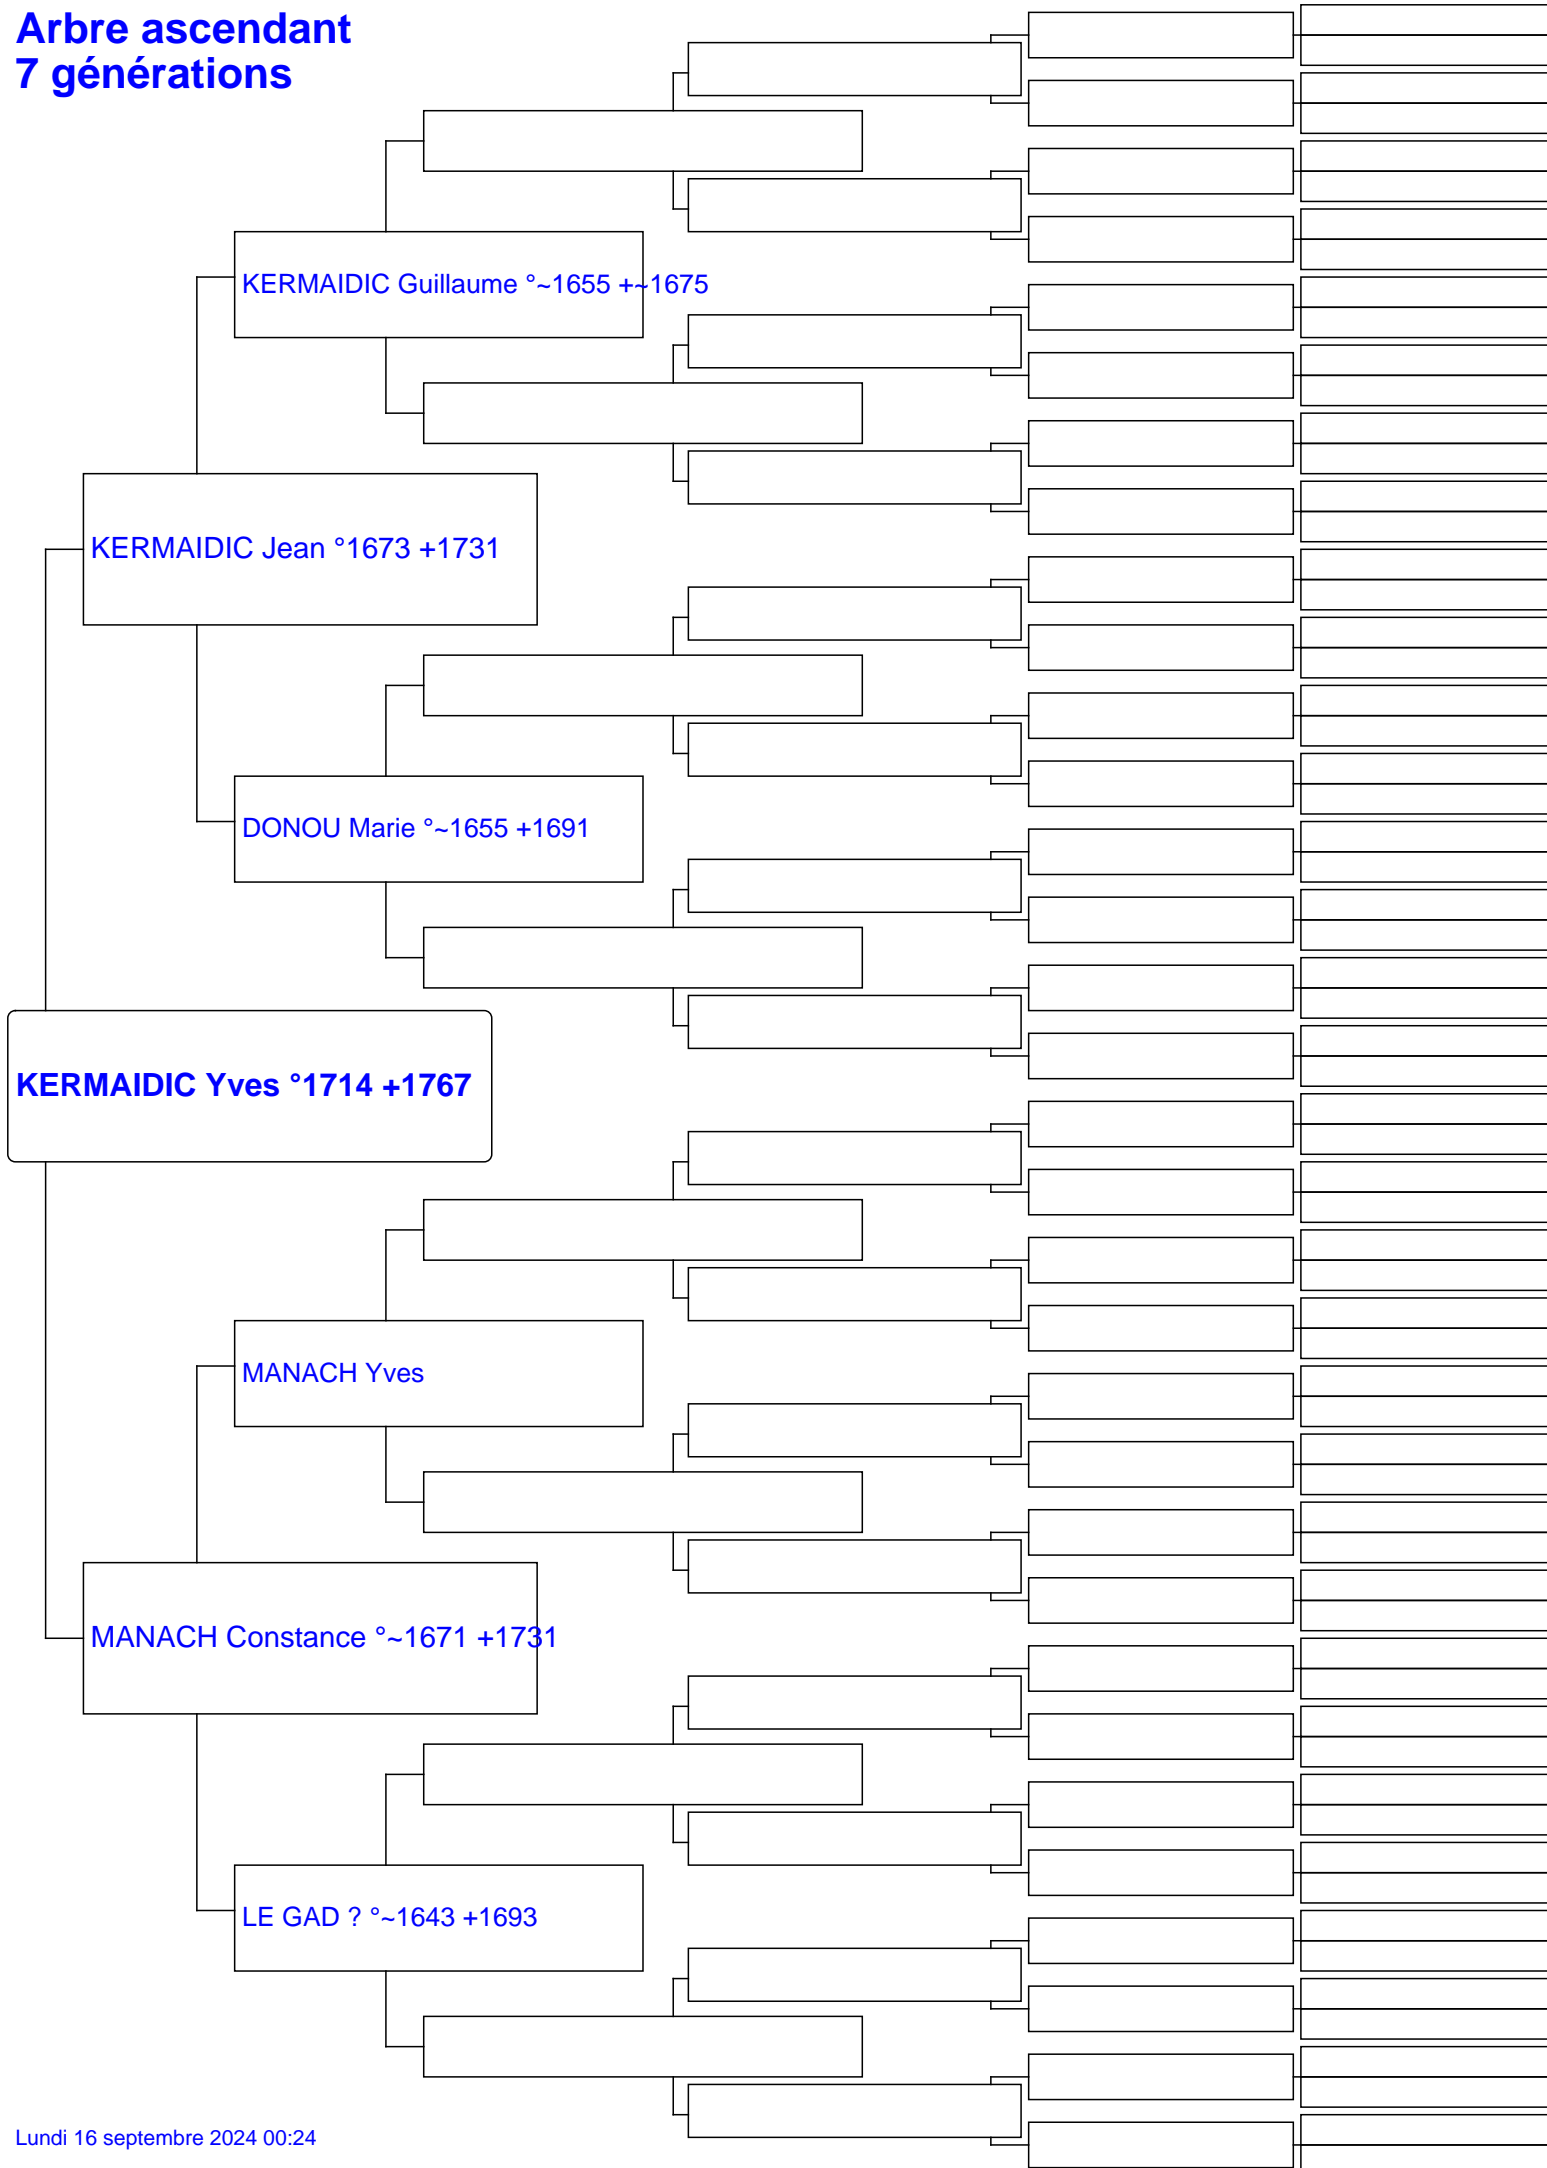 Arbre ascendant
7 générations
KERMAIDIC Guillaume °~1655 +~1675
KERMAIDIC Jean °1673 +1731
DONOU Marie °~1655 +1691
KERMAIDIC Yves °1714 +1767
MANACH Yves
MANACH Constance °~1671 +1731
LE GAD ? °~1643 +1693
Lundi 16 septembre 2024 00:24